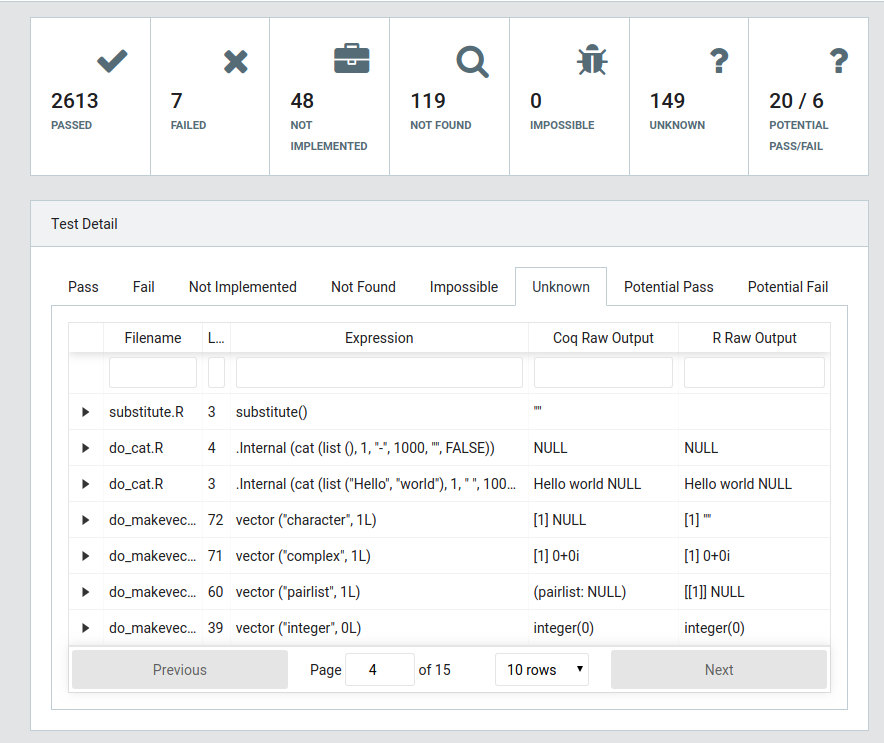 2613 7 48 119 0 149 20 / 6
PASSED FAILED NOT IMPLEMENTED NOT FOUND IMPOSSIBLE UNKNOWN POTENTIAL PASS/FAIL
Test Detail
Pass Fail Not Implemented Not Found Impossible Unknown Potential Pass Potential Fail
Filename L... Expression Coq Raw Output R Raw Output
substitute.R 3 substitute() ""
do_cat.R 4 .Internal (cat (list (), 1, "-", 1000, "", FALSE)) NULL NULL
do_cat.R 3 .Internal (cat (list ("Hello", "world"), 1, " ", 100... Hello world NULL Hello world NULL
do_makevec... 72 vector ("character", 1L) [1] NULL [1] ""
do_makevec... 71 vector ("complex", 1L) [1] 0+0i [1] 0+0i
do_makevec... 60 vector ("pairlist", 1L) (pairlist: NULL) [[1]] NULL
do_makevec... 39 vector ("integer", 0L) integer(0) integer(0)
Previous Page 4 of 15 10 rows Next